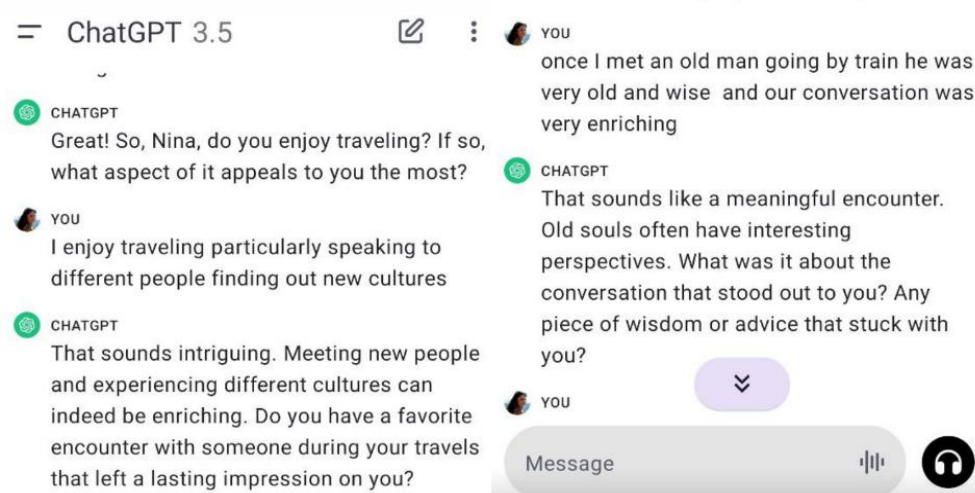 ChatGPT 3.5
CHATGPT
Great! So, Nina, do you enjoy traveling? If so,
what aspect of it appeals to you the most?
YOU
I enjoy traveling particularly speaking to
different people finding out new cultures
CHATGPT
That sounds intriguing. Meeting new people
and experiencing different cultures can
indeed be enriching. Do you have a favorite
encounter with someone during your travels
that left a lasting impression on you?
YOU
once I met an old man going by train he was
very old and wise and our conversation was
very enriching
CHATGPT
That sounds like a meaningful encounter.
Old souls often have interesting
perspectives. What was it about the
conversation that stood out to you? Any
piece of wisdom or advice that stuck with
you?
YOU
Message